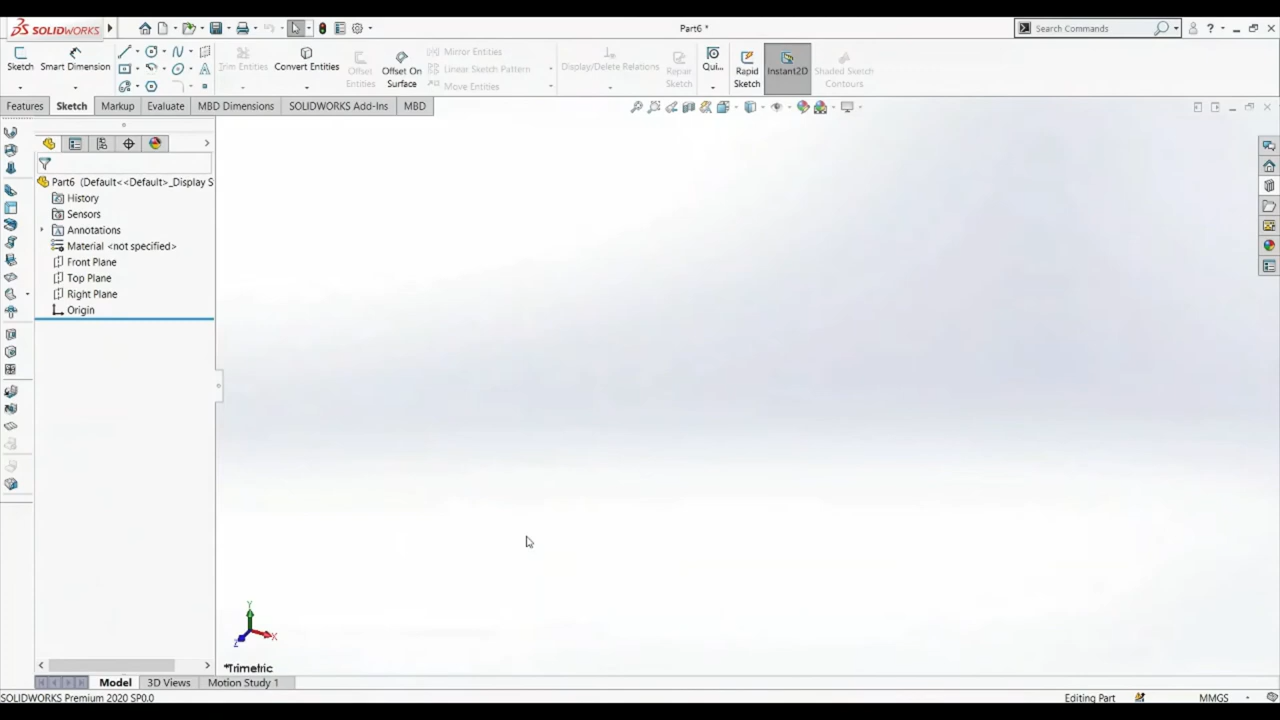 SOLIDWORKS
Part6 *
Search Commands
Sketch
Smart Dimension
Trim Entities
Convert Entities
Offset Entities
Offset On Surface
Mirror Entities
Linear Sketch Pattern
Move Entities
Display/Delete Relations
Repair Sketch
Qui...
Rapid Sketch
Instant2D
Shaded Sketch Contours
Features
Sketch
Markup
Evaluate
MBD Dimensions
SOLIDWORKS Add-Ins
MBD
Part6 (Default<<Default>_Display S
History
Sensors
Annotations
Material <not specified>
Front Plane
Top Plane
Right Plane
Origin
Y
X
Z
*Trimetric
Model
3D Views
Motion Study 1
SOLIDWORKS Premium 2020 SP0.0
Editing Part
MMGS